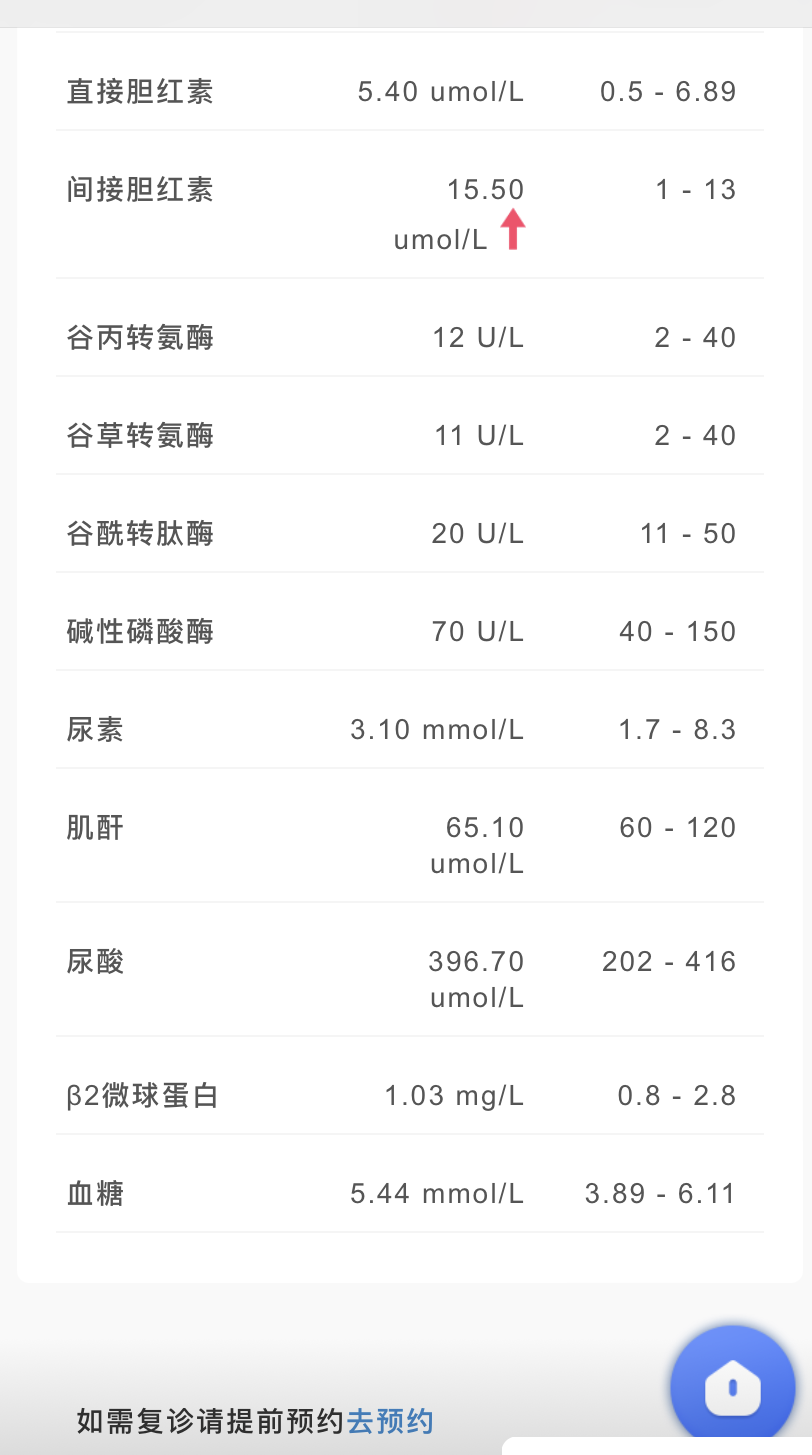 直接胆红素 5.40 umol/L 0.5 - 6.89
间接胆红素 15.50 1 - 13
umol/L
谷丙转氨酶 12 U/L 2 - 40
谷草转氨酶 11 U/L 2 - 40
谷酰转肽酶 20 U/L 11 - 50
碱性磷酸酶 70 U/L 40 - 150
尿素 3.10 mmol/L 1.7 - 8.3
肌酐 65.10 60 - 120
umol/L
尿酸 396.70 202 - 416
umol/L
β2微球蛋白 1.03 mg/L 0.8 - 2.8
血糖 5.44 mmol/L 3.89 - 6.11
如需复诊请提前预约去预约